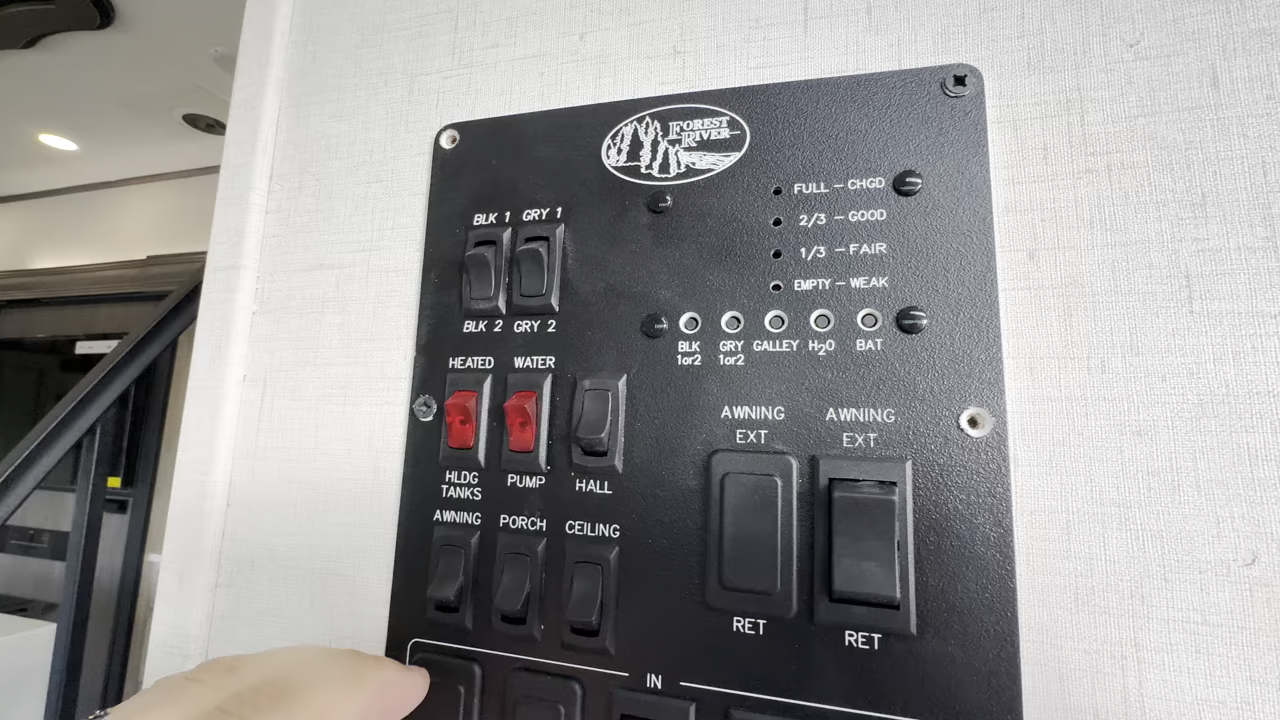 FOREST
RIVER
FULL - CHGD
2/3 - GOOD
1/3 - FAIR
EMPTY - WEAK
BLK 1 GRY 1
BLK 2 GRY 2
BLK 1or2
GRY 1or2
GALLEY
H2O
BAT
HEATED
HLDG
TANKS
WATER
PUMP
HALL
AWNING
EXT
RET
AWNING
EXT
RET
AWNING
PORCH
CEILING
IN